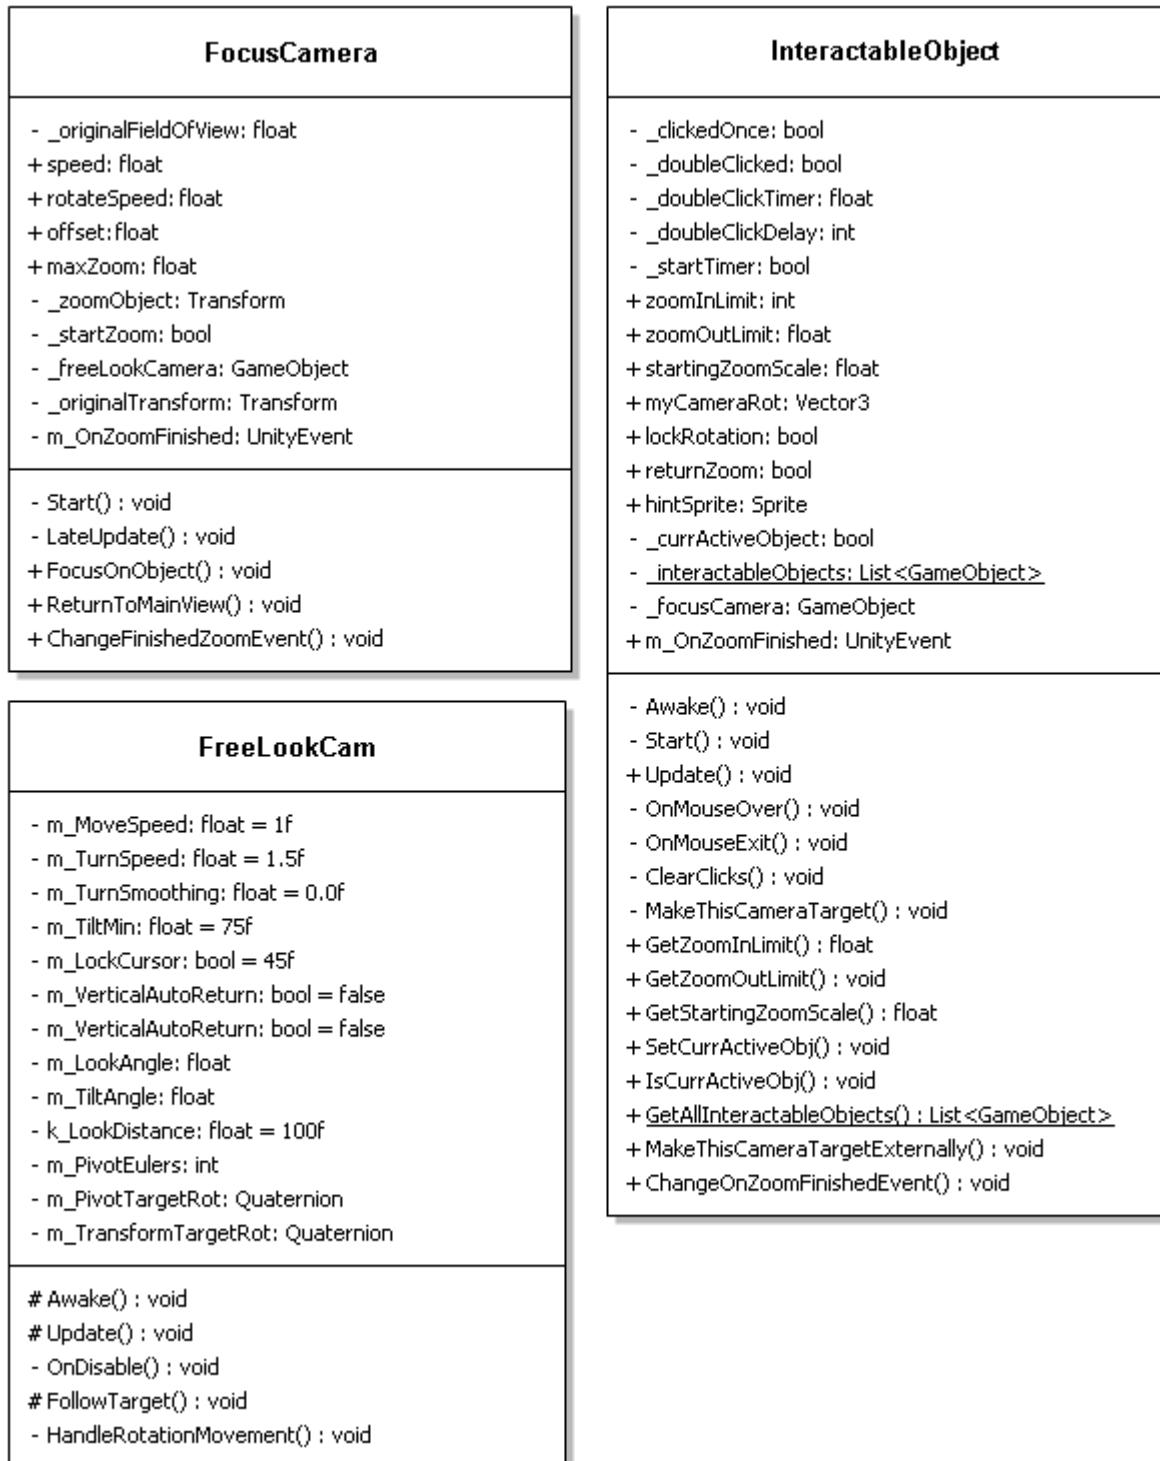 FocusCamera
- _originalFieldOfView: float
+ speed: float
+ rotateSpeed: float
+ offset:float
+ maxZoom: float
- _zoomObject: Transform
- _startZoom: bool
- _freeLookCamera: GameObject
- _originalTransform: Transform
- m_OnZoomFinished: UnityEvent
- Start() : void
- LateUpdate() : void
+ FocusOnObject() : void
+ ReturnToMainView() : void
+ ChangeFinishedZoomEvent() : void
FreeLookCam
- m_MoveSpeed: float = 1f
- m_TurnSpeed: float = 1.5f
- m_TurnSmoothing: float = 0.0f
- m_TiltMin: float = 75f
- m_LockCursor: bool = 45f
- m_VerticalAutoReturn: bool = false
- m_VerticalAutoReturn: bool = false
- m_LookAngle: float
- m_TiltAngle: float
- k_LookDistance: float = 100f
- m_PivotEulers: int
- m_PivotTargetRot: Quaternion
- m_TransformTargetRot: Quaternion
# Awake() : void
# Update() : void
- OnDisable() : void
# FollowTarget() : void
- HandleRotationMovement() : void
InteractableObject
- _clickedOnce: bool
- _doubleClicked: bool
- _doubleClickTimer: float
- _doubleClickDelay: int
- _startTimer: bool
+ zoomInLimit: int
+ zoomOutLimit: float
+ startingZoomScale: float
+ myCameraRot: Vector3
+ lockRotation: bool
+ returnZoom: bool
+ hintSprite: Sprite
- _currActiveObject: bool
- _interactableObjects: List<GameObject>
- _focusCamera: GameObject
+ m_OnZoomFinished: UnityEvent
- Awake() : void
- Start() : void
+ Update() : void
- OnMouseOver() : void
- OnMouseExit() : void
- ClearClicks() : void
- MakeThisCameraTarget() : void
+ GetZoomInLimit() : float
+ GetZoomOutLimit() : void
+ GetStartingZoomScale() : float
+ SetCurrActiveObj() : void
+ IsCurrActiveObj() : void
+ GetAllInteractableObjects() : List<GameObject>
+ MakeThisCameraTargetExternally() : void
+ ChangeOnZoomFinishedEvent() : void